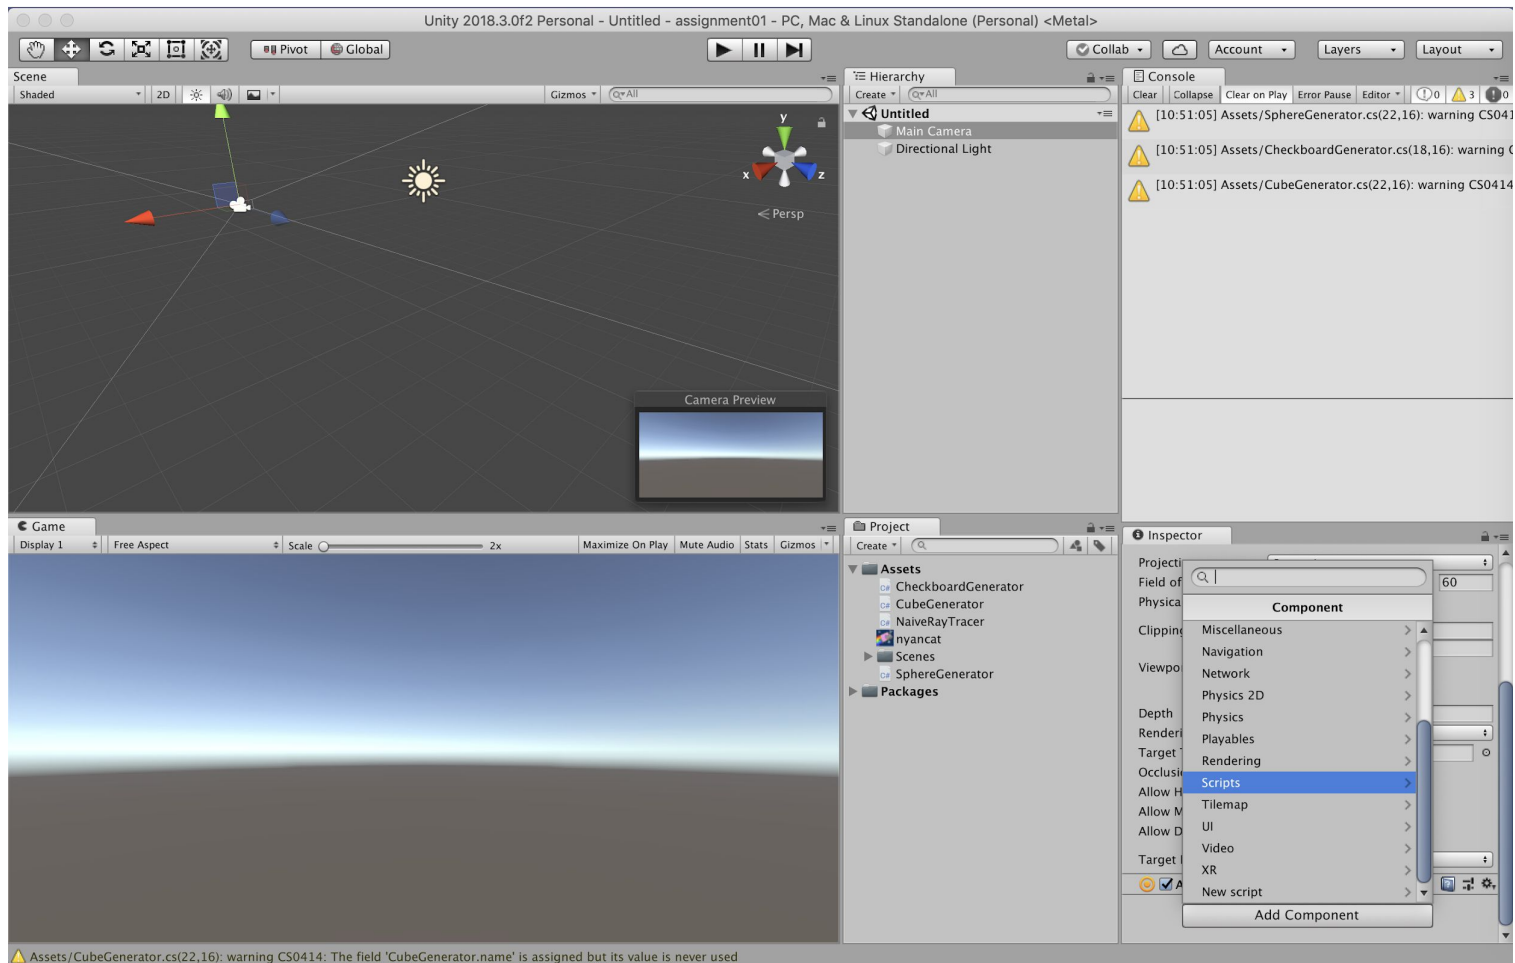 Unity 2018.3.0f2 Personal - Untitled - assignment01 - PC, Mac & Linux Standalone (Personal) <Metal>
Pivot Global Collab Account Layers Layout
Scene
Shaded 2D Gizmos All
y
x z
Persp
Camera Preview
Hierarchy
Create All
Untitled
Main Camera
Directional Light
Console
Clear Collapse Clear on Play Error Pause Editor 0 3 0
[10:51:05] Assets/SphereGenerator.cs(22,16): warning CS041
[10:51:05] Assets/CheckboardGenerator.cs(18,16): warning C
[10:51:05] Assets/CubeGenerator.cs(22,16): warning CS0414
Game
Display 1 Free Aspect Scale 2x Maximize On Play Mute Audio Stats Gizmos
Project
Create
Assets
CheckboardGenerator
CubeGenerator
NaiveRayTracer
nyancat
Scenes
SphereGenerator
Packages
Inspector
Projecti
Field of 60
Physica
Clipping
Viewpo
Depth
Renderi
Target T
Occlusi
Allow H
Allow M
Allow D
Target
A
Component
Miscellaneous
Navigation
Network
Physics 2D
Physics
Playables
Rendering
Scripts
Tilemap
UI
Video
XR
New script
Add Component
Assets/CubeGenerator.cs(22,16): warning CS0414: The field 'CubeGenerator.name' is assigned but its value is never used